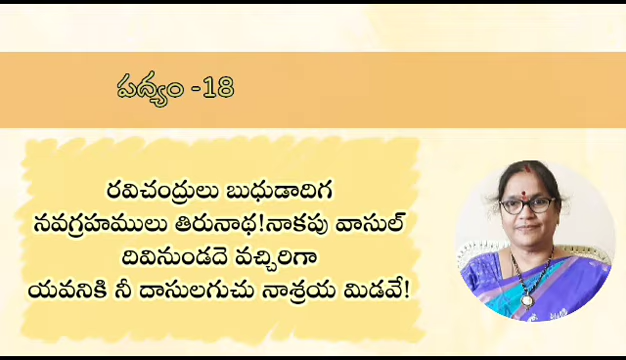 పద్యం -18
రవిచంద్రులు బుధుడాదిగ
నవగ్రహములు తిరునాథ!నాకపు వాసుల్
దివినుండదె వచ్చిరిగా
యవనికి నీ దాసులగుచు నాశ్రయ మిడవే!